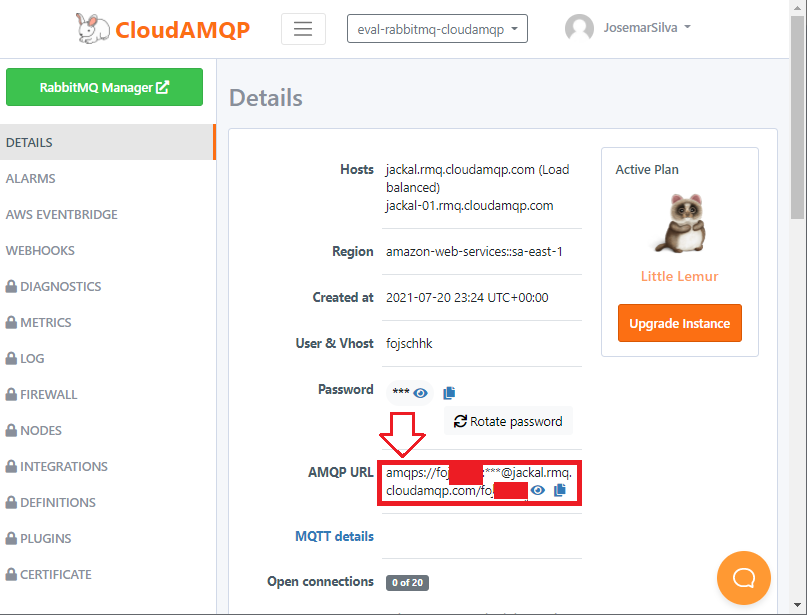 CloudAMQP
eval-rabbitmq-cloudamqp
JosemarSilva
RabbitMQ Manager
DETAILS
ALARMS
AWS EVENTBRIDGE
WEBHOOKS
DIAGNOSTICS
METRICS
LOG
FIREWALL
NODES
INTEGRATIONS
DEFINITIONS
PLUGINS
CERTIFICATE
Details
Hosts jackal.rmq.cloudamqp.com (Load
balanced)
jackal-01.rmq.cloudamqp.com
Region amazon-web-services::sa-east-1
Created at 2021-07-20 23:24 UTC+00:00
User & Vhost fojschhk
Password ***
Rotate password
AMQP URL amqps://foj :***@jackal.rmq.
cloudamqp.com/foj
MQTT details
Open connections 0 of 20
Active Plan
Little Lemur
Upgrade Instance